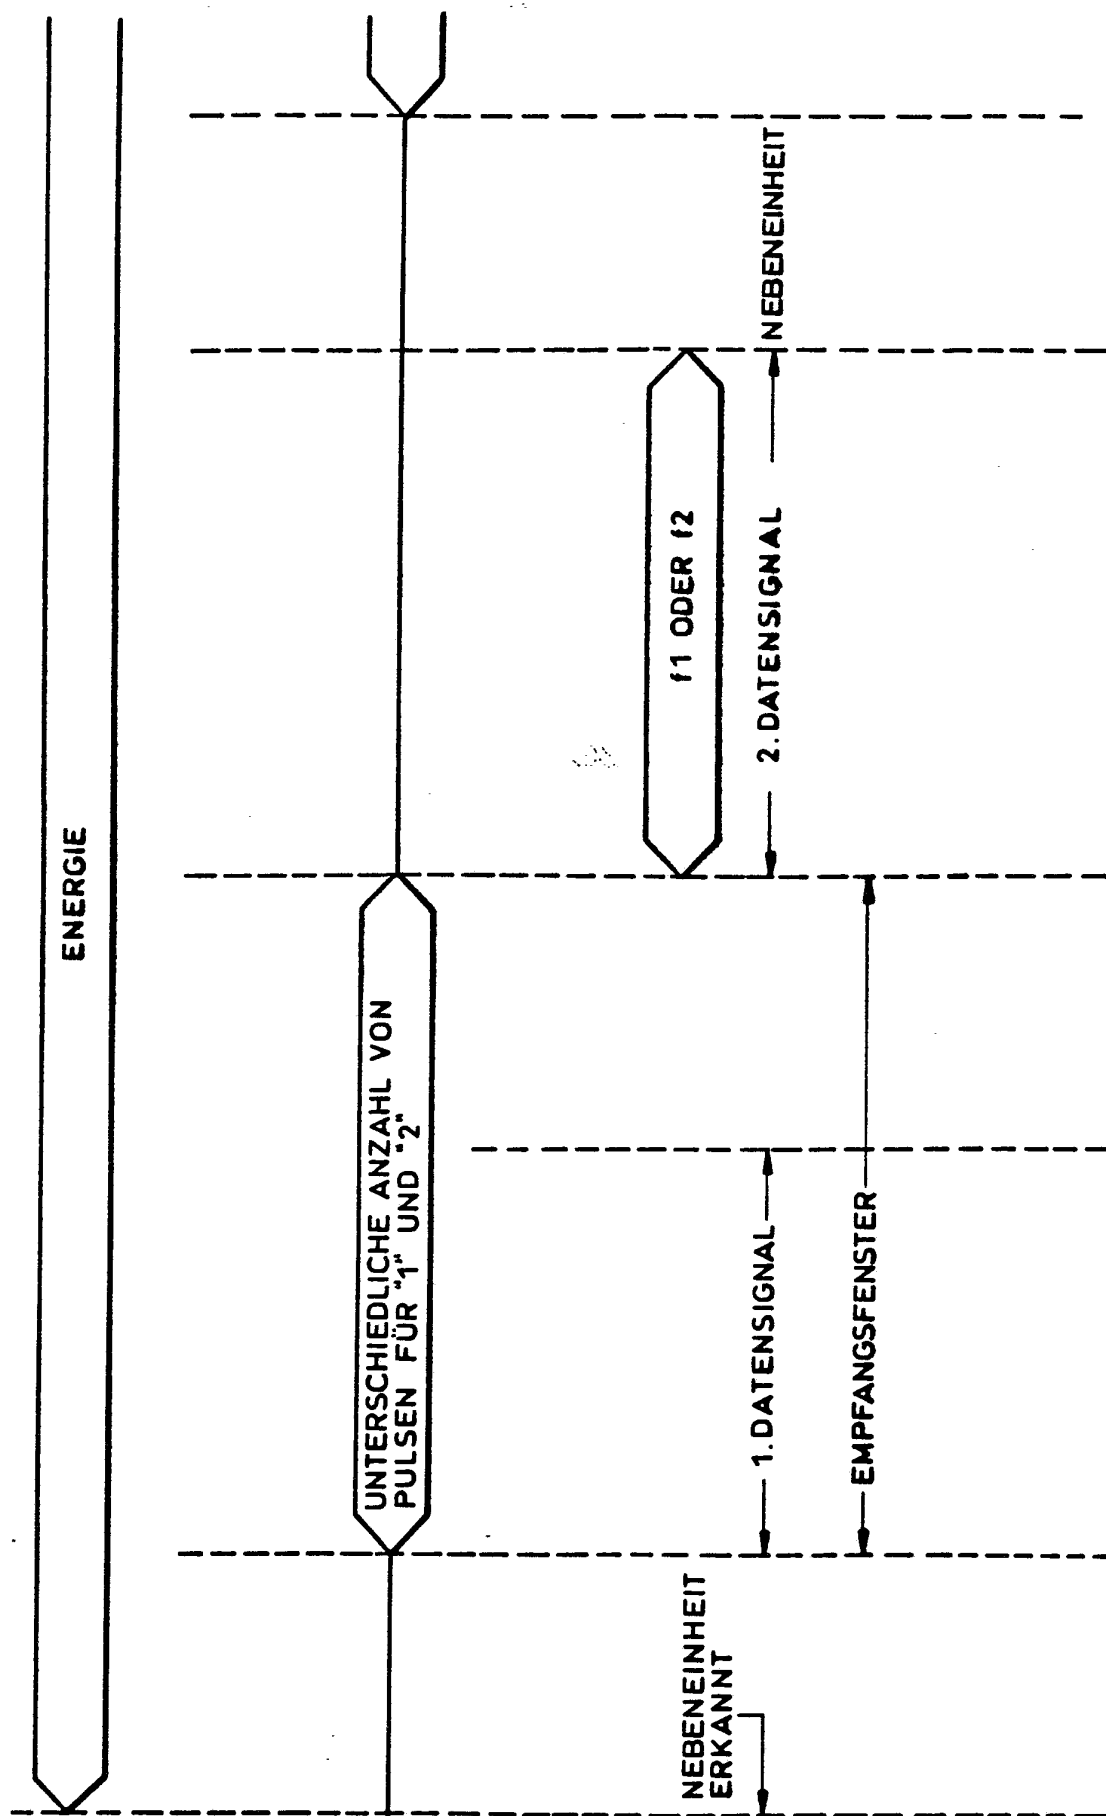 ENERGIE
UNTERSCHIEDLICHE ANZAHL VON
PULSEN FÜR "1" UND "2"
f1 ODER f2
NEBENEINHEIT
ERKANNT
1. DATENSIGNAL
2. DATENSIGNAL
NEBENEINHEIT
EMPFANGSFENSTER